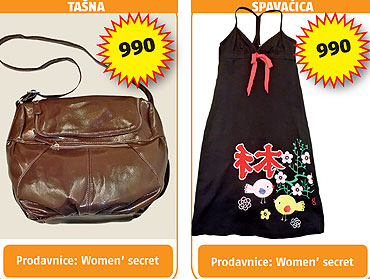 TAŠNA
990
Prodavnice: Women' secret
SPAVAĆICA
990
林
Prodavnice: Women' secret